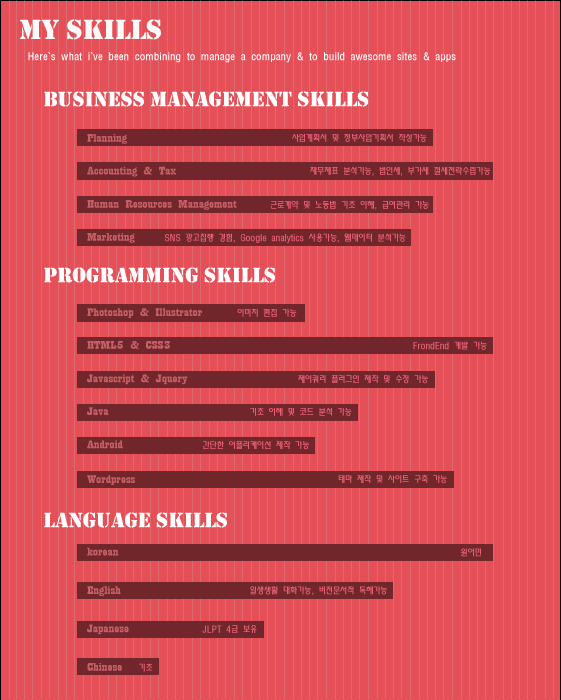 MY SKILLS
Here`s what i've been combining to manage a company & to build awesome sites & apps
BUSINESS MANAGEMENT SKILLS
Planning 사업계획서 및 정부사업기획서 작성가능
Accounting & Tax 재무제표 분석가능, 법인세, 부가세 절세전략수립가능
Human Resources Management 근로계약 및 노동법 기초 이해, 급여관리 가능
Marketing SNS 광고집행 경험, Google analytics 사용가능, 웹데이터 분석가능
PROGRAMMING SKILLS
Photoshop & Illustrator 이미지 편집 가능
HTML5 & CSS3 FrondEnd 개발 가능
Javascript & Jquery 제이쿼리 플러그인 제작 및 수정 가능
Java 기초 이해 및 코드 분석 가능
Android 간단한 어플리케이션 제작 가능
Wordpress 테마 제작 및 사이트 구축 가능
LANGUAGE SKILLS
korean 원어민
English 일생생활 대화가능, 비전문서적 독해가능
Japanese JLPT 4급 보유
Chinese 기초